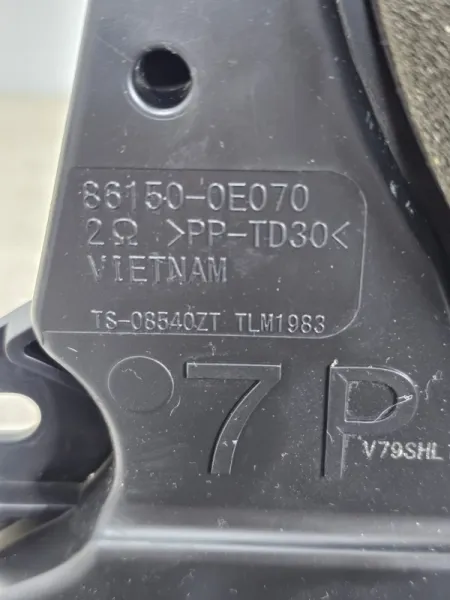 86150-0E070
2Ω >PP-TD30<
VIETNAM
TS-08540ZT TLM1983
7P
V79SHL